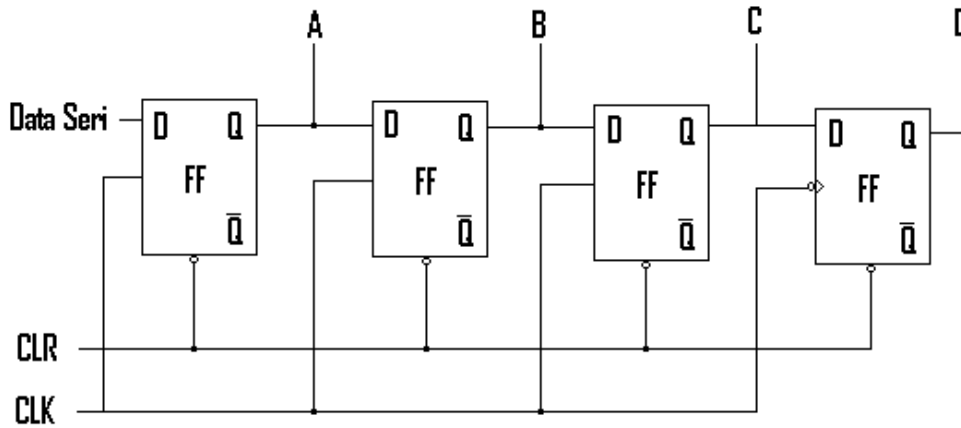 A B C
Data Seri D Q D Q D Q D Q
FF FF FF FF
Q̅ Q̅ Q̅ Q̅
CLR
CLK